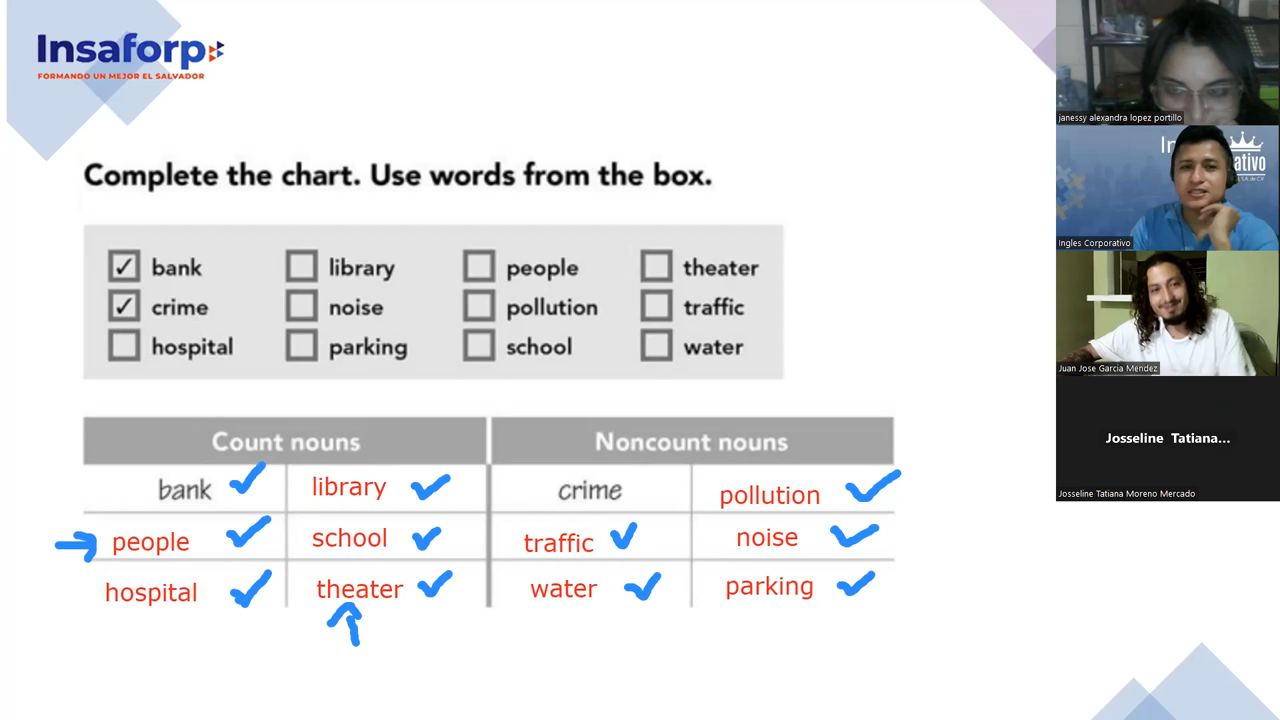 Insaforp
FORMANDO UN MEJOR EL SALVADOR
Complete the chart. Use words from the box.
✓ bank library people theater
✓ crime noise pollution traffic
hospital parking school water
Count nouns Noncount nouns
bank library crime pollution
people school traffic noise
hospital theater water parking
janessy alexandra lopez portillo
Ingles Corporativo
Juan Jose Garcia Mendez
Josseline Tatiana...
Josseline Tatiana Moreno Mercado